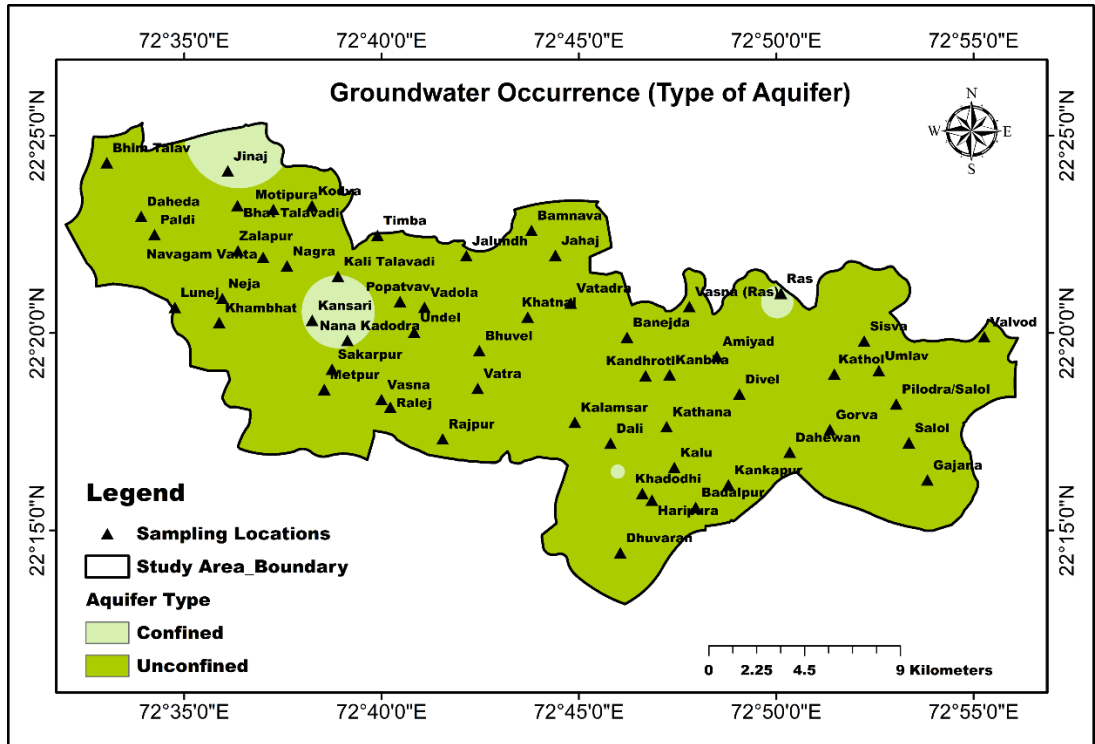 72°35'0"E 72°40'0"E 72°45'0"E 72°50'0"E 72°55'0"E
Groundwater Occurrence (Type of Aquifer)
N
W E
S
22°25'0"N
22°25'0"N
Bhim Talav
Jinaj
Daheda
Motipura
Kodva
Paldi
Bhat Talavadi
Timba
Bamnava
Zalapur
Navagam Vanta
Nagra
Jalundh
Jahaj
Kali Talavadi
Ras
Neja
Lunej
Popatvav
Vadola
Vatadra
Vasna (Ras)
Khambhat
Kansari
Khatnal
Nana Kadodra
Undel
Banejda
Sisva
Valvod
22°20'0"N
22°20'0"N
Bhuvel
Amiyad
Sakarpur
Kandhroti
Kanbha
Kathol
Umlav
Metpur
Vasna
Vatra
Divel
Pilodra/Salol
Ralej
Kalamsar
Kathana
Gorva
Rajpur
Dali
Dahewan
Salol
Kalu
Gajana
Khadodhi
Kankapur
Badalpur
Haripura
22°15'0"N
22°15'0"N
Dhuvaran
Legend
Sampling Locations
Study Area_Boundary
Aquifer Type
Confined
Unconfined
0 2.25 4.5 9 Kilometers
72°35'0"E 72°40'0"E 72°45'0"E 72°50'0"E 72°55'0"E